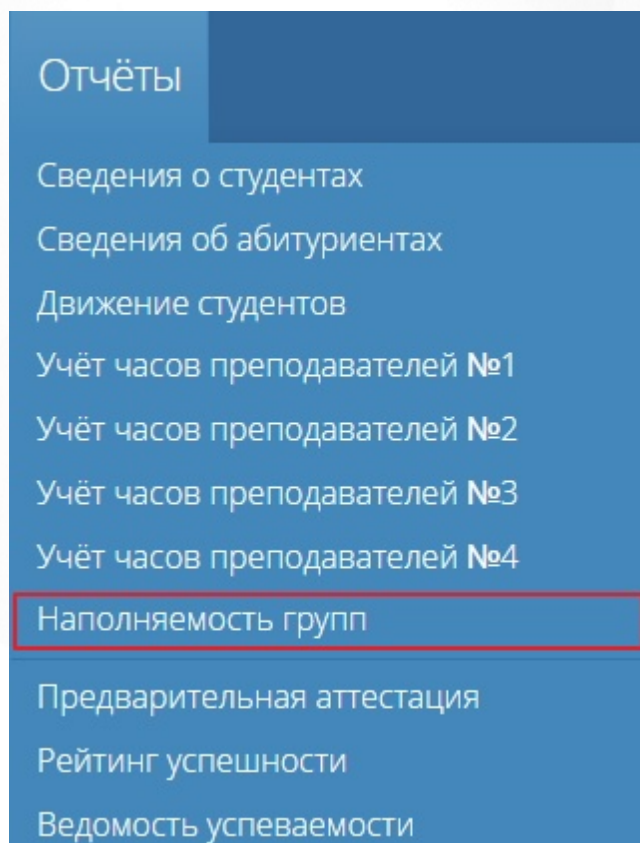 Отчёты
Сведения о студентах
Сведения об абитуриентах
Движение студентов
Учёт часов преподавателей №1
Учёт часов преподавателей №2
Учёт часов преподавателей №3
Учёт часов преподавателей №4
Наполняемость групп
Предварительная аттестация
Рейтинг успешности
Ведомость успеваемости